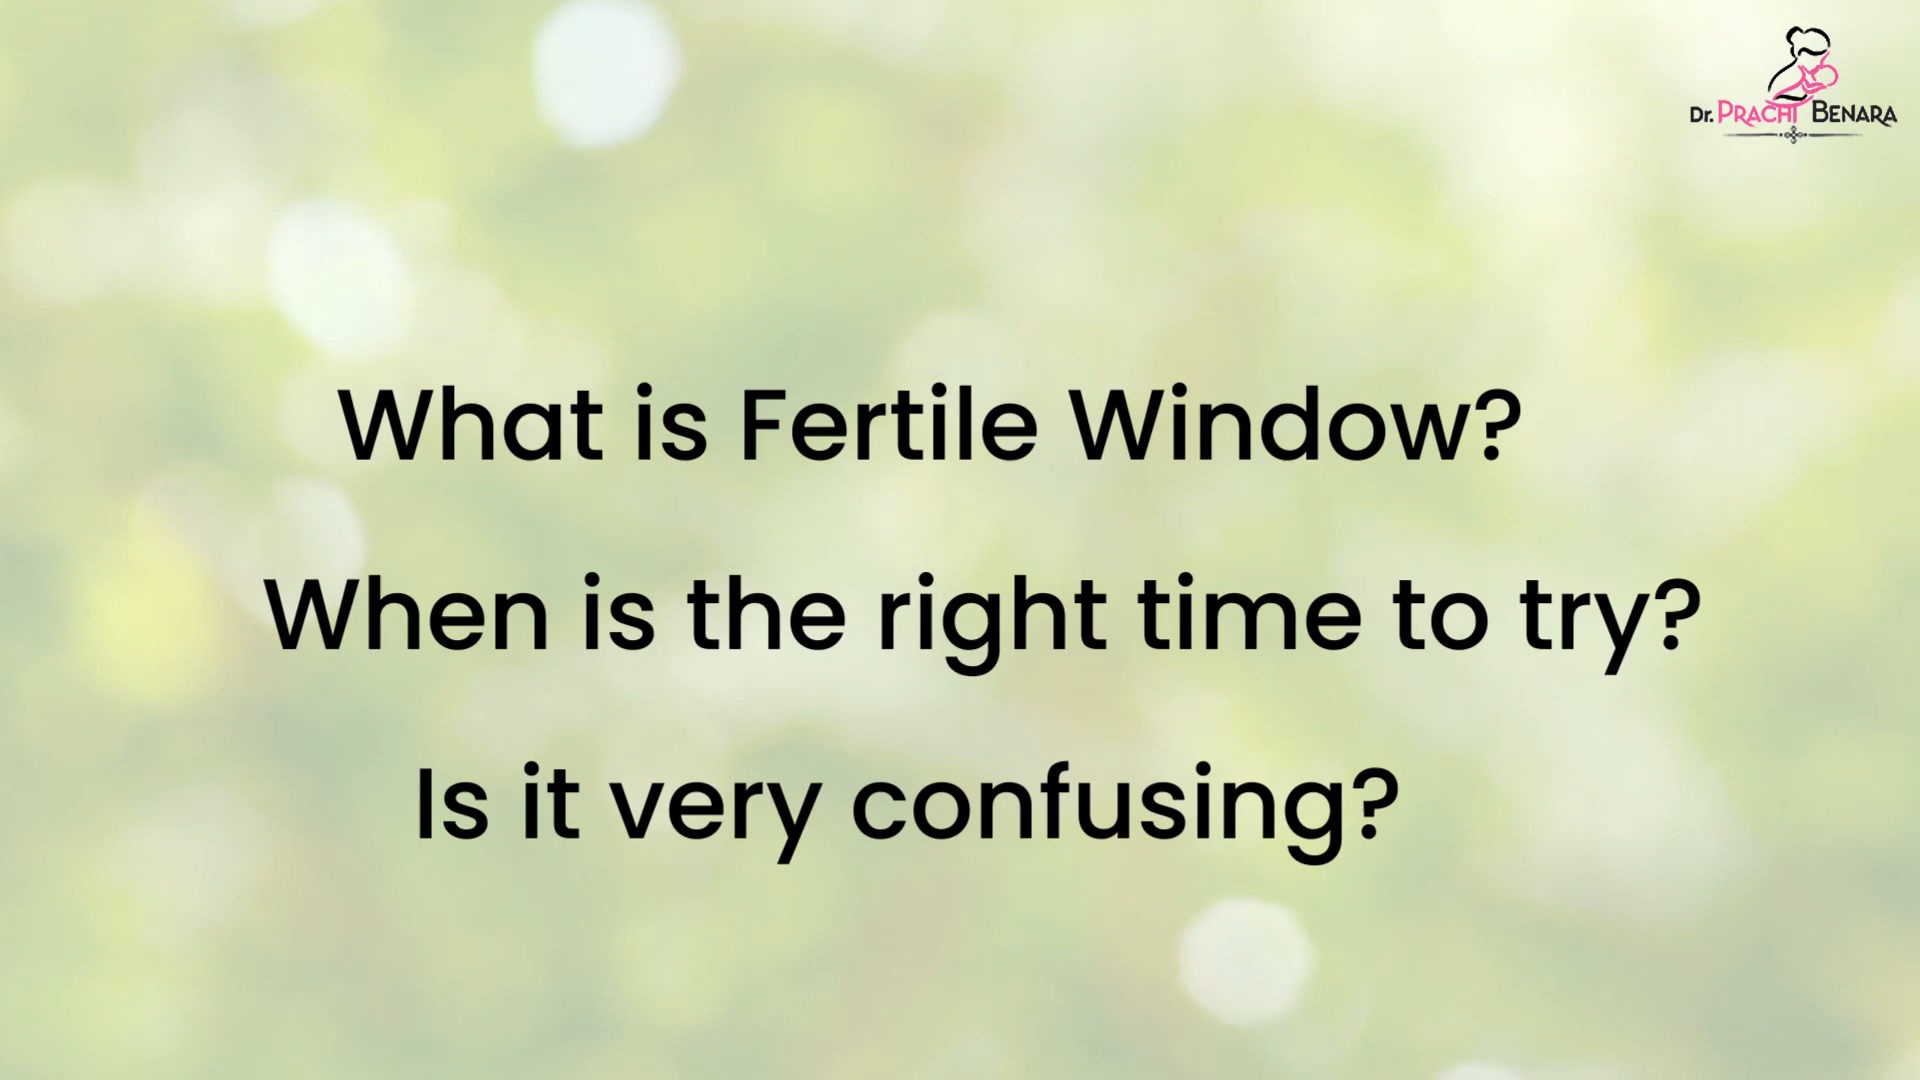 Dr. PRACHI BENARA
What is Fertile Window?
When is the right time to try?
Is it very confusing?